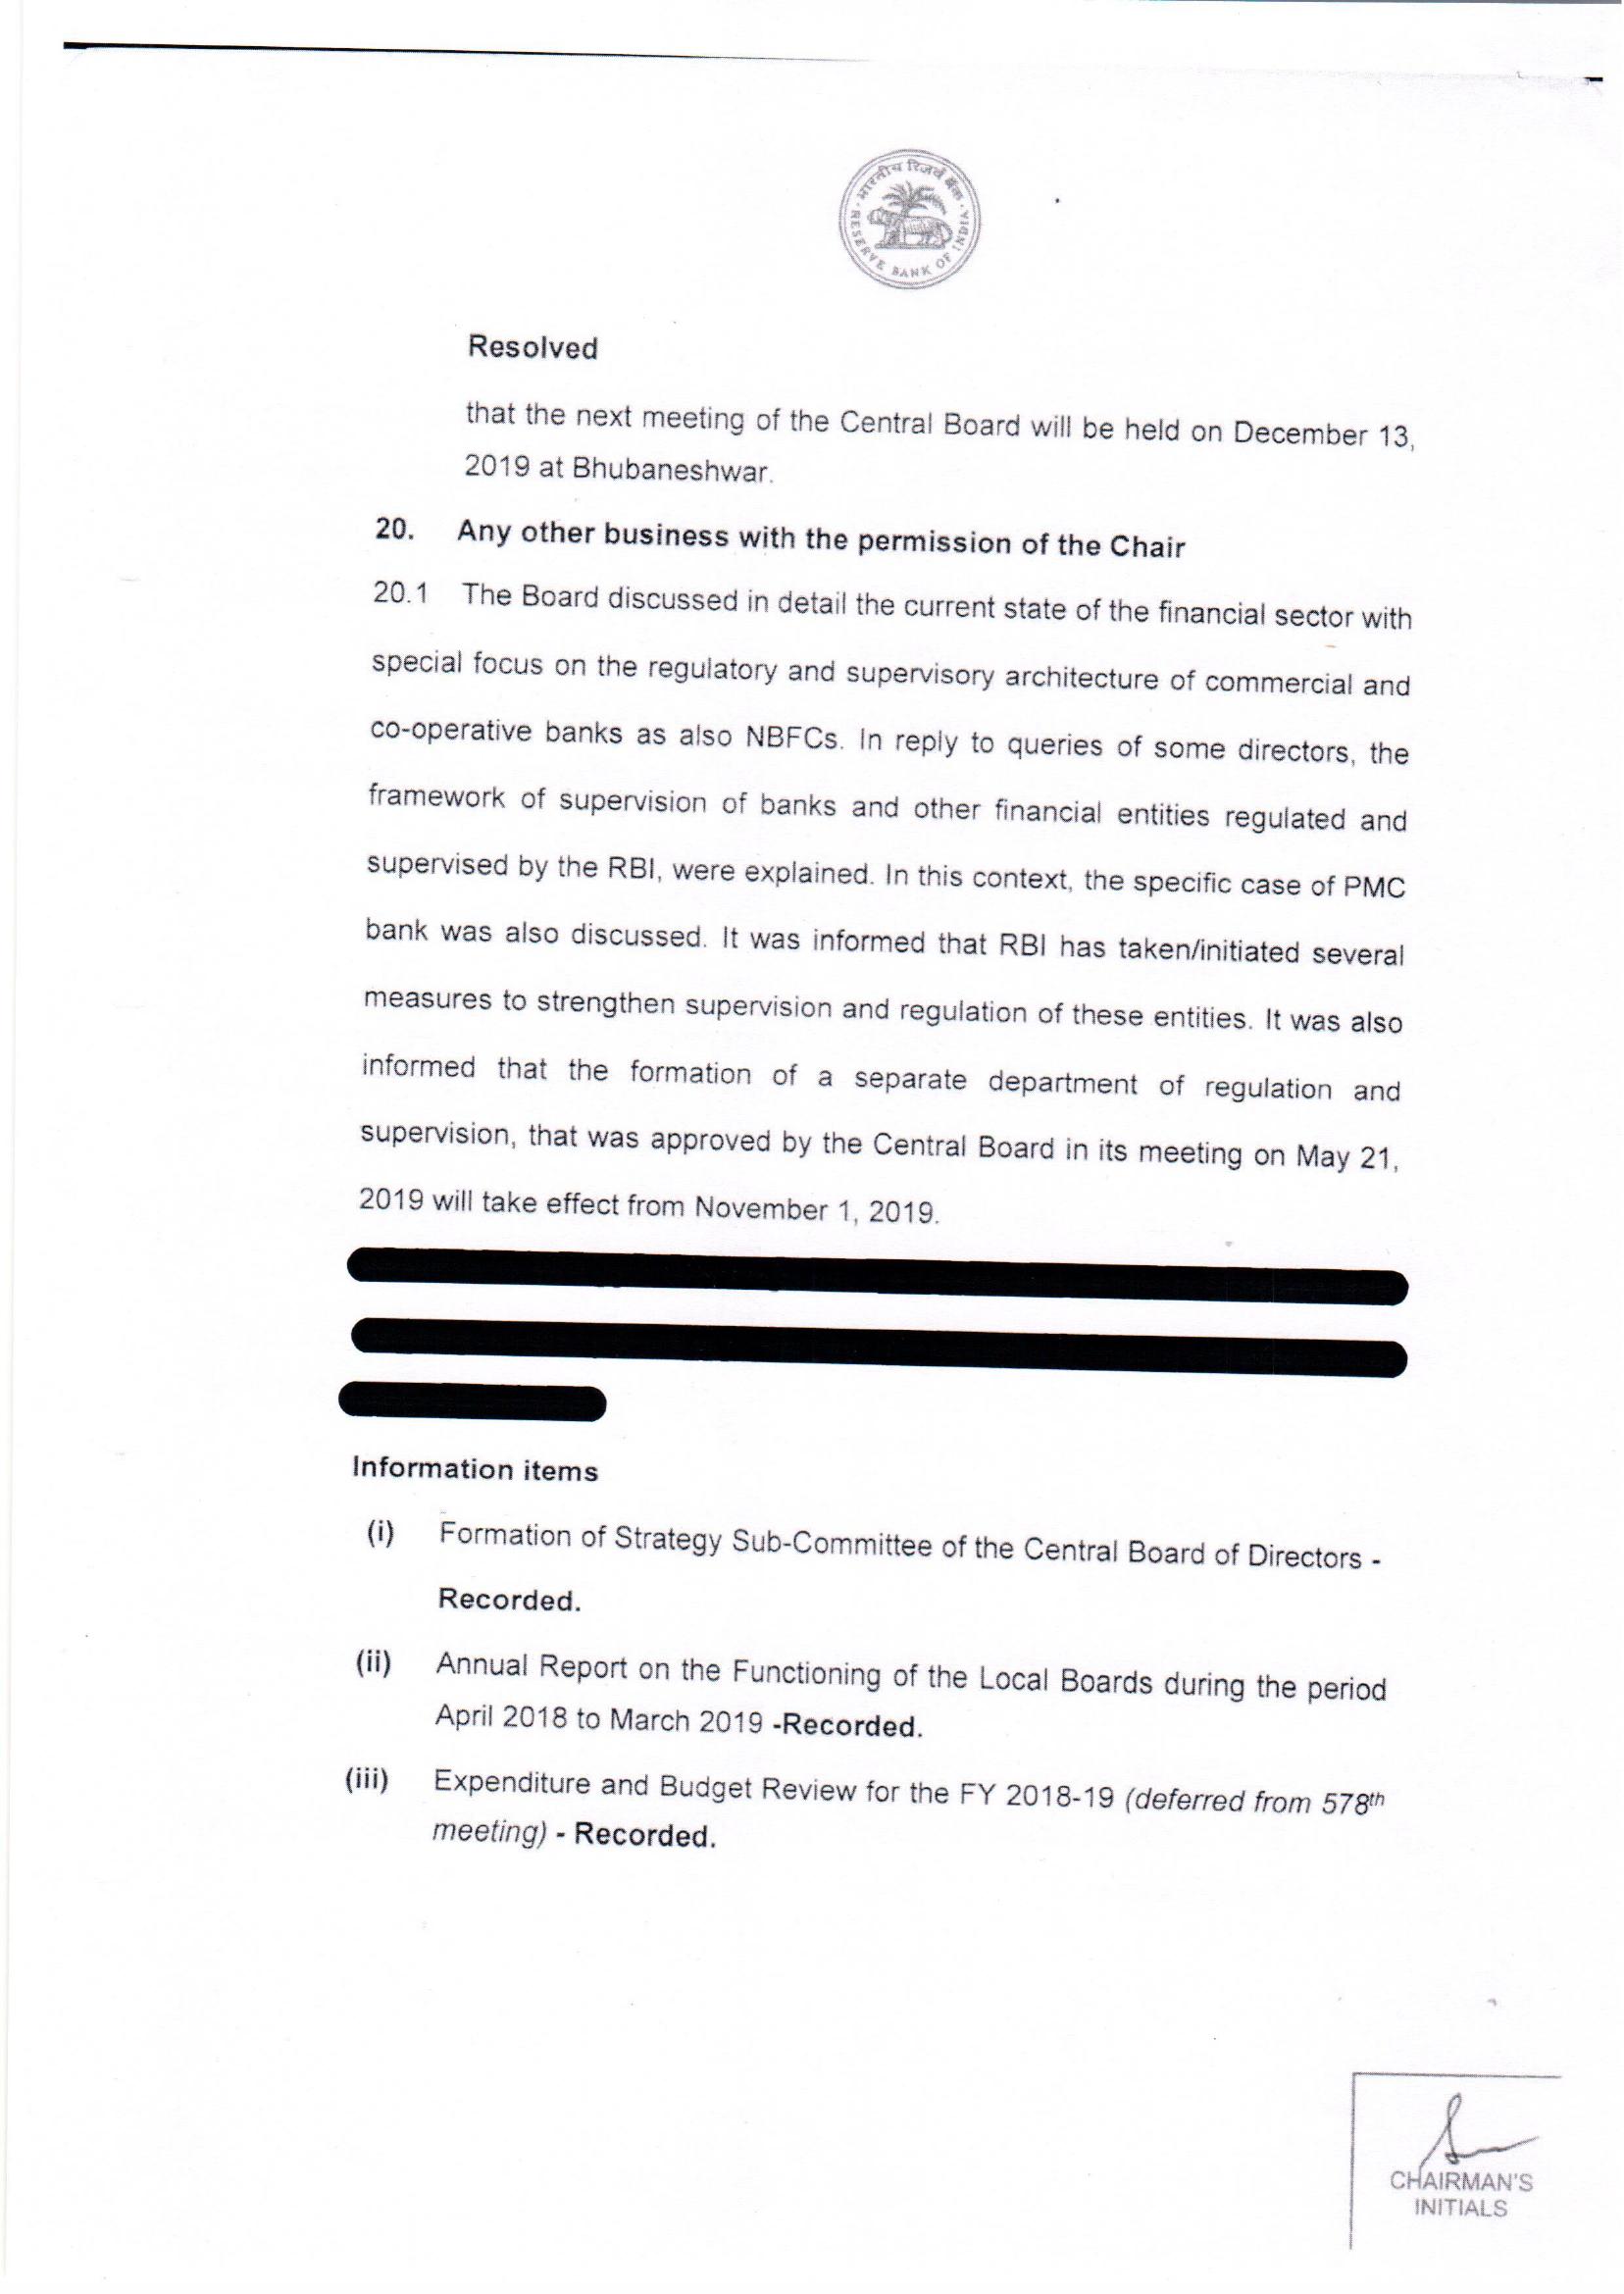 भारतीय रिज़र्व बैंक
RESERVE BANK OF INDIA
Resolved
that the next meeting of the Central Board will be held on December 13,
2019 at Bhubaneshwar.
20. Any other business with the permission of the Chair
20.1 The Board discussed in detail the current state of the financial sector with
special focus on the regulatory and supervisory architecture of commercial and
co-operative banks as also NBFCs. In reply to queries of some directors, the
framework of supervision of banks and other financial entities regulated and
supervised by the RBI, were explained. In this context, the specific case of PMC
bank was also discussed. It was informed that RBI has taken/initiated several
measures to strengthen supervision and regulation of these entities. It was also
informed that the formation of a separate department of regulation and
supervision, that was approved by the Central Board in its meeting on May 21,
2019 will take effect from November 1, 2019.
Information items
(i) Formation of Strategy Sub-Committee of the Central Board of Directors -
Recorded.
(ii) Annual Report on the Functioning of the Local Boards during the period
April 2018 to March 2019 -Recorded.
(iii) Expenditure and Budget Review for the FY 2018-19 (deferred from 578th
meeting) - Recorded.
CHAIRMAN'S
INITIALS